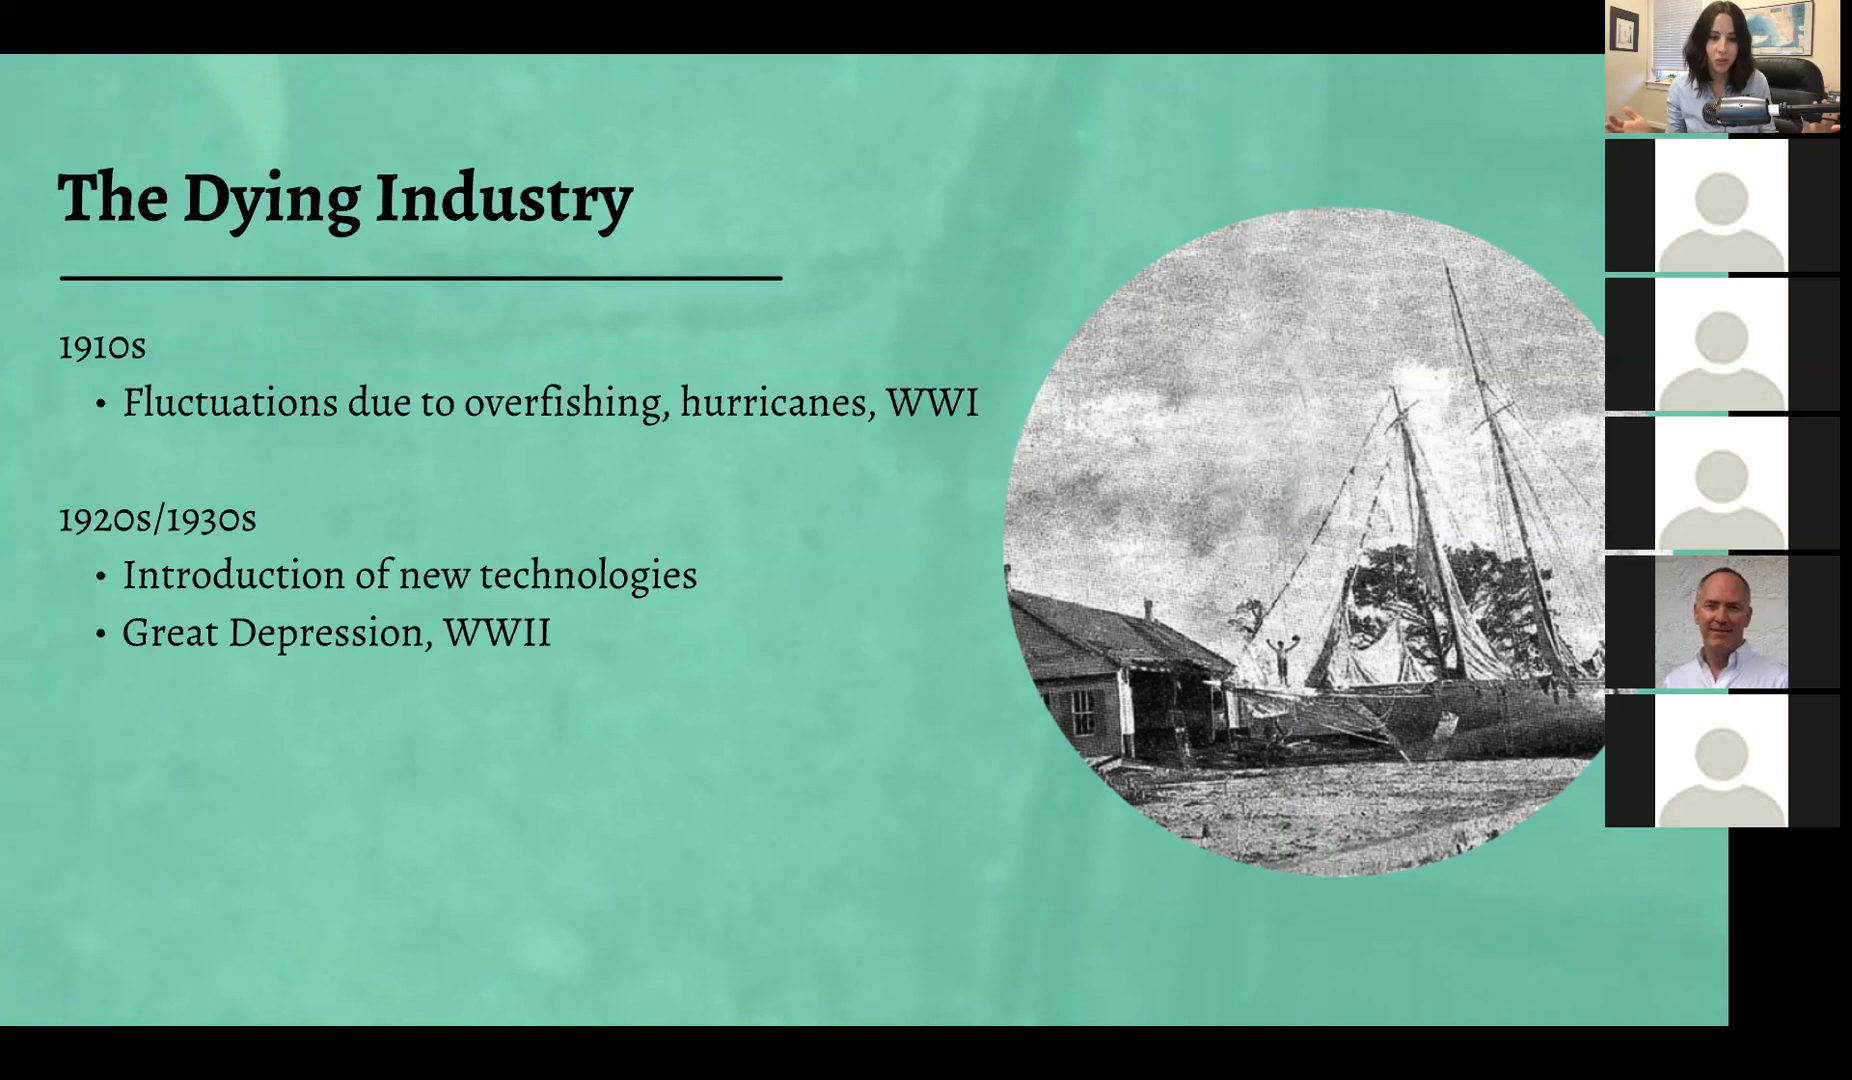 The Dying Industry
1910s
• Fluctuations due to overfishing, hurricanes, WWI
1920s/1930s
• Introduction of new technologies
• Great Depression, WWII